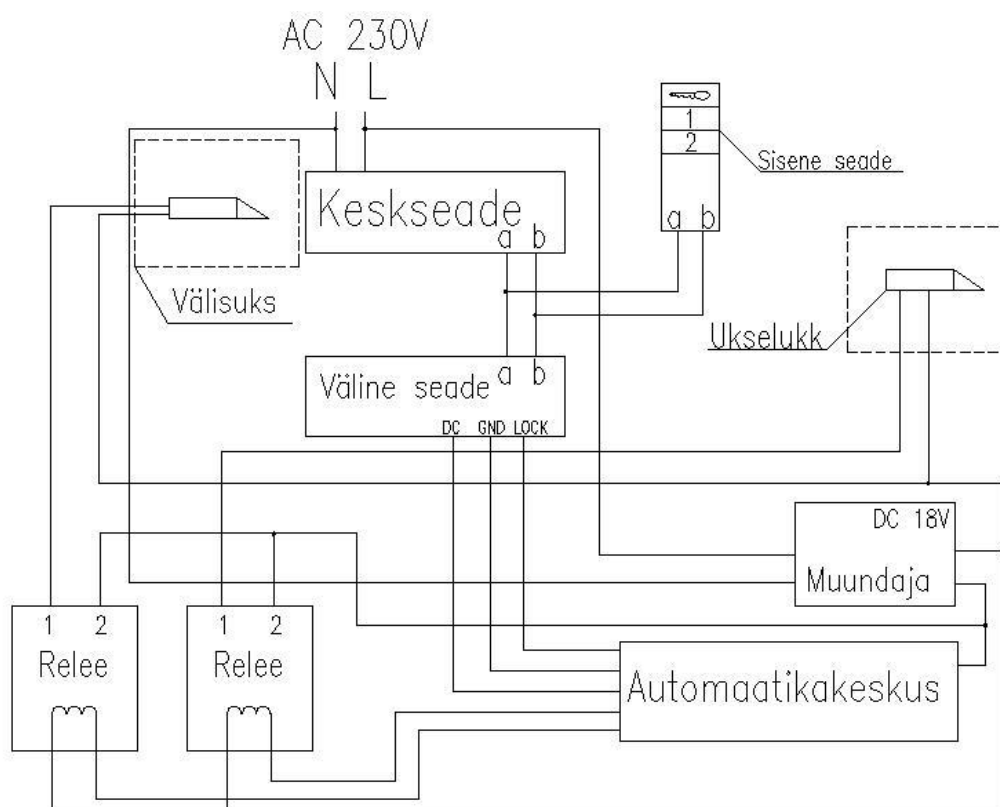 AC 230V
N L
1
2
Sisene seade
a b
Keskseade
a b
Välisuks
Ukselukk
Väline seade
a b
DC GND LOCK
DC 18V
Muundaja
1 2
Relee
1 2
Relee
Automaatikakeskus